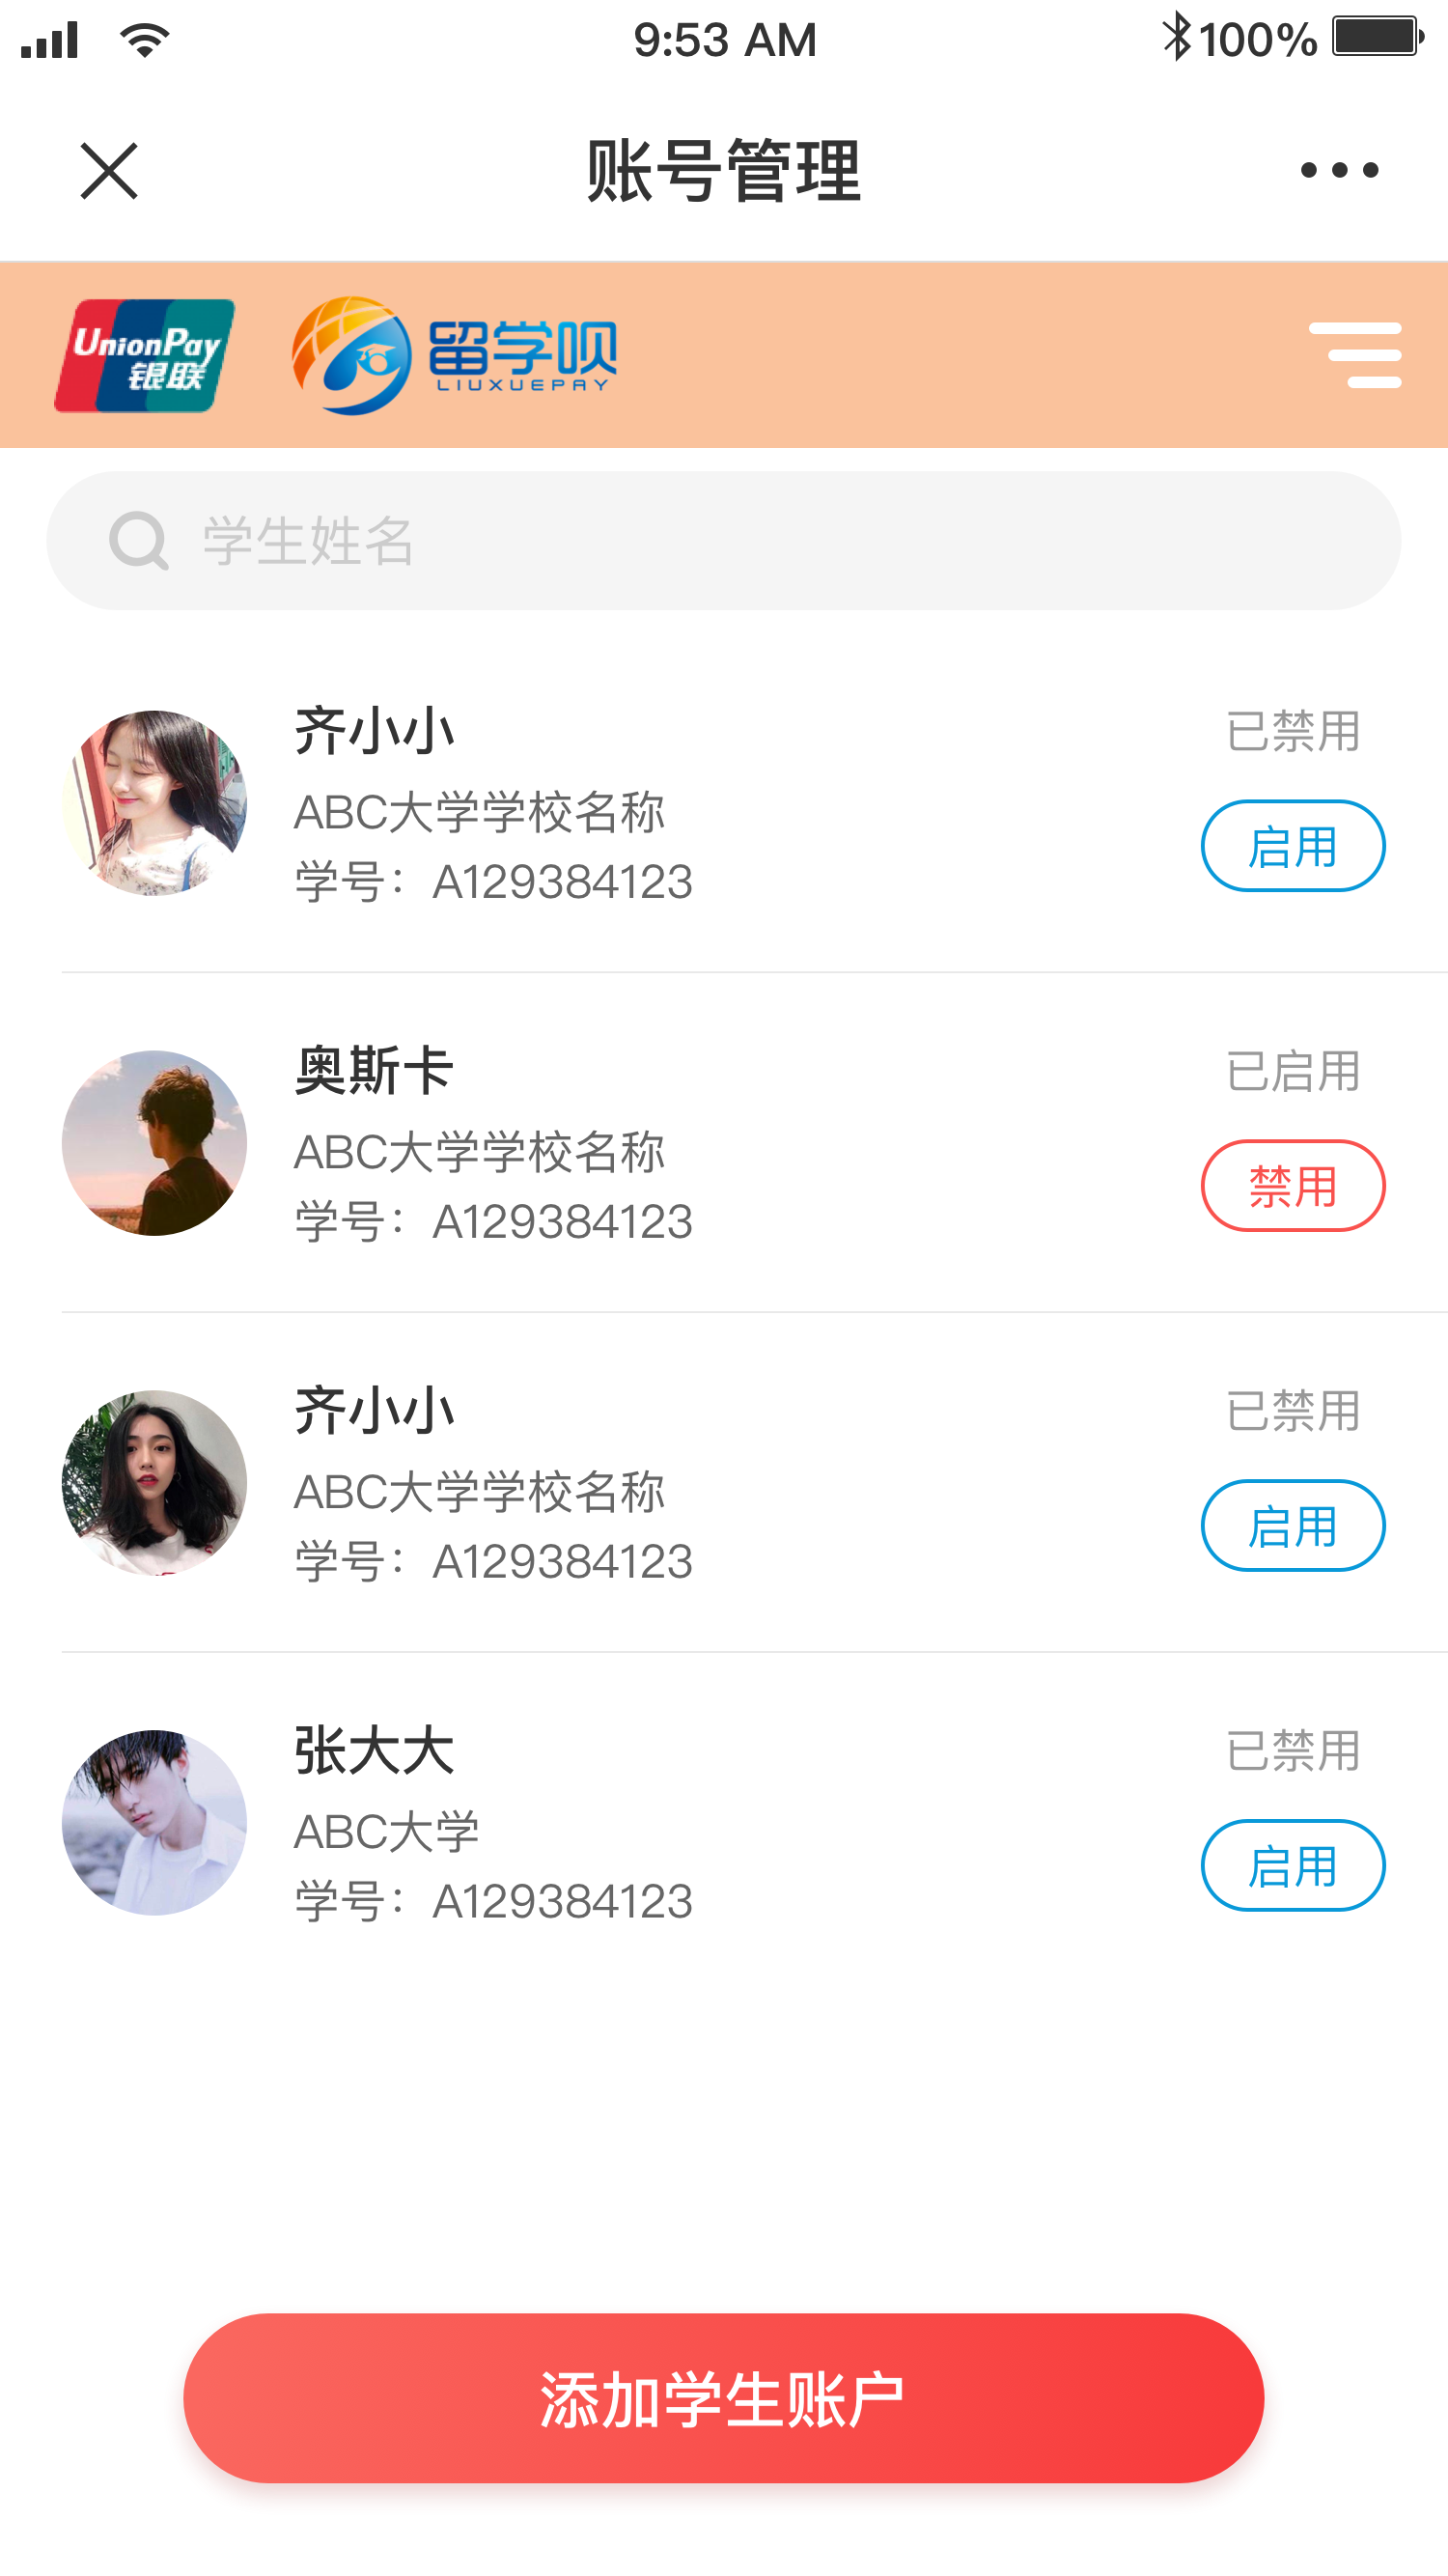 9:53 AM
100%
账号管理
UnionPay
银联
留学呗
LIUXUEPAY
学生姓名
齐小小
已禁用
ABC大学学校名称
启用
学号：A129384123
奥斯卡
已启用
ABC大学学校名称
禁用
学号：A129384123
齐小小
已禁用
ABC大学学校名称
启用
学号：A129384123
张大大
已禁用
ABC大学
启用
学号：A129384123
添加学生账户